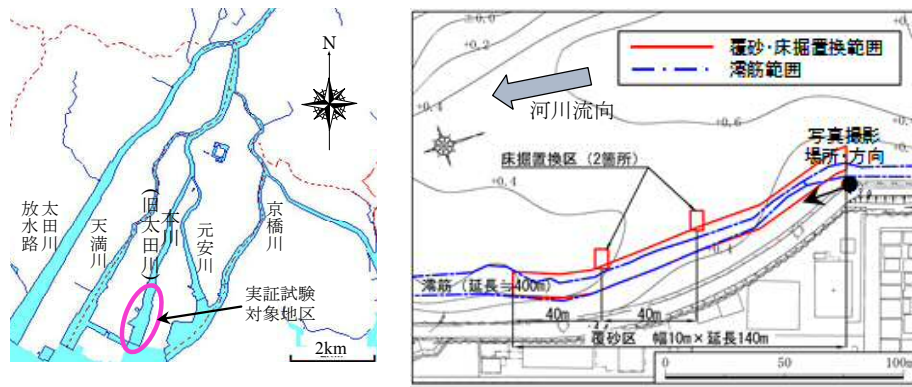 N
太田川
放水路
天満川
本川
(旧太田川)
元安川
京橋川
実証試験
対象地区
2km
±0.0
+0.2
+0.4
+0.6
+0.4
+0.4
覆砂・床掘置換範囲
澪筋範囲
河川流向
写真撮影
場所・方向
床掘置換区(2箇所)
澪筋(延長≒400m)
40m
40m
覆砂区 幅10m×延長140m
0
50
100m